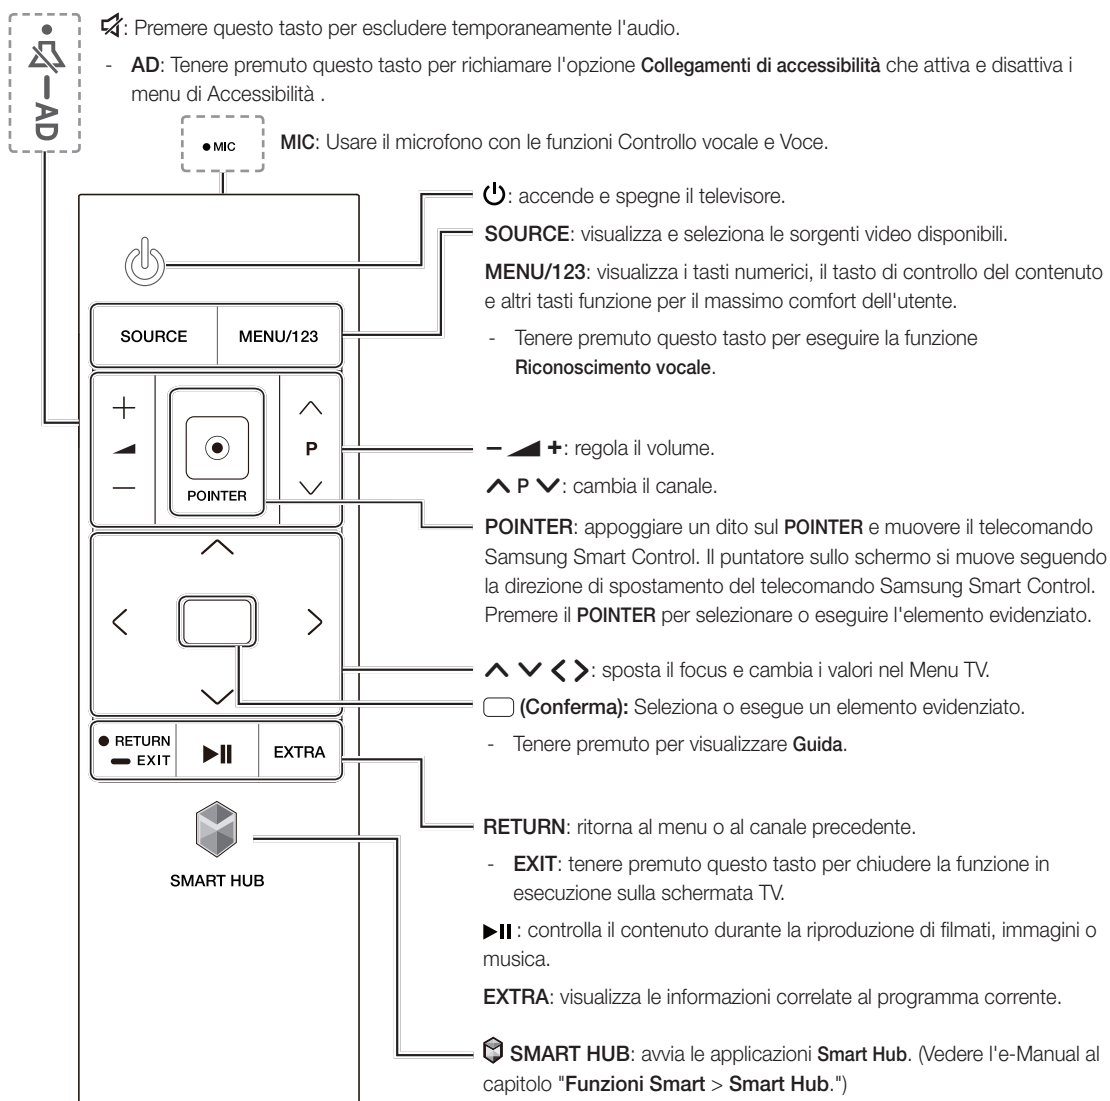 : Premere questo tasto per escludere temporaneamente l'audio.
- AD: Tenere premuto questo tasto per richiamare l'opzione Collegamenti di accessibilità che attiva e disattiva i
menu di Accessibilità .
AD
MIC
MIC: Usare il microfono con le funzioni Controllo vocale e Voce.
: accende e spegne il televisore.
SOURCE: visualizza e seleziona le sorgenti video disponibili.
MENU/123: visualizza i tasti numerici, il tasto di controllo del contenuto
e altri tasti funzione per il massimo comfort dell'utente.
- Tenere premuto questo tasto per eseguire la funzione
Riconoscimento vocale.
SOURCE
MENU/123
P
POINTER
− +: regola il volume.
P : cambia il canale.
POINTER: appoggiare un dito sul POINTER e muovere il telecomando
Samsung Smart Control. Il puntatore sullo schermo si muove seguendo
la direzione di spostamento del telecomando Samsung Smart Control.
Premere il POINTER per selezionare o eseguire l'elemento evidenziato.
: sposta il focus e cambia i valori nel Menu TV.
(Conferma): Seleziona o esegue un elemento evidenziato.
- Tenere premuto per visualizzare Guida.
RETURN
EXIT
EXTRA
SMART HUB
RETURN: ritorna al menu o al canale precedente.
- EXIT: tenere premuto questo tasto per chiudere la funzione in
esecuzione sulla schermata TV.
: controlla il contenuto durante la riproduzione di filmati, immagini o
musica.
EXTRA: visualizza le informazioni correlate al programma corrente.
SMART HUB: avvia le applicazioni Smart Hub. (Vedere l'e-Manual al
capitolo "Funzioni Smart > Smart Hub.")